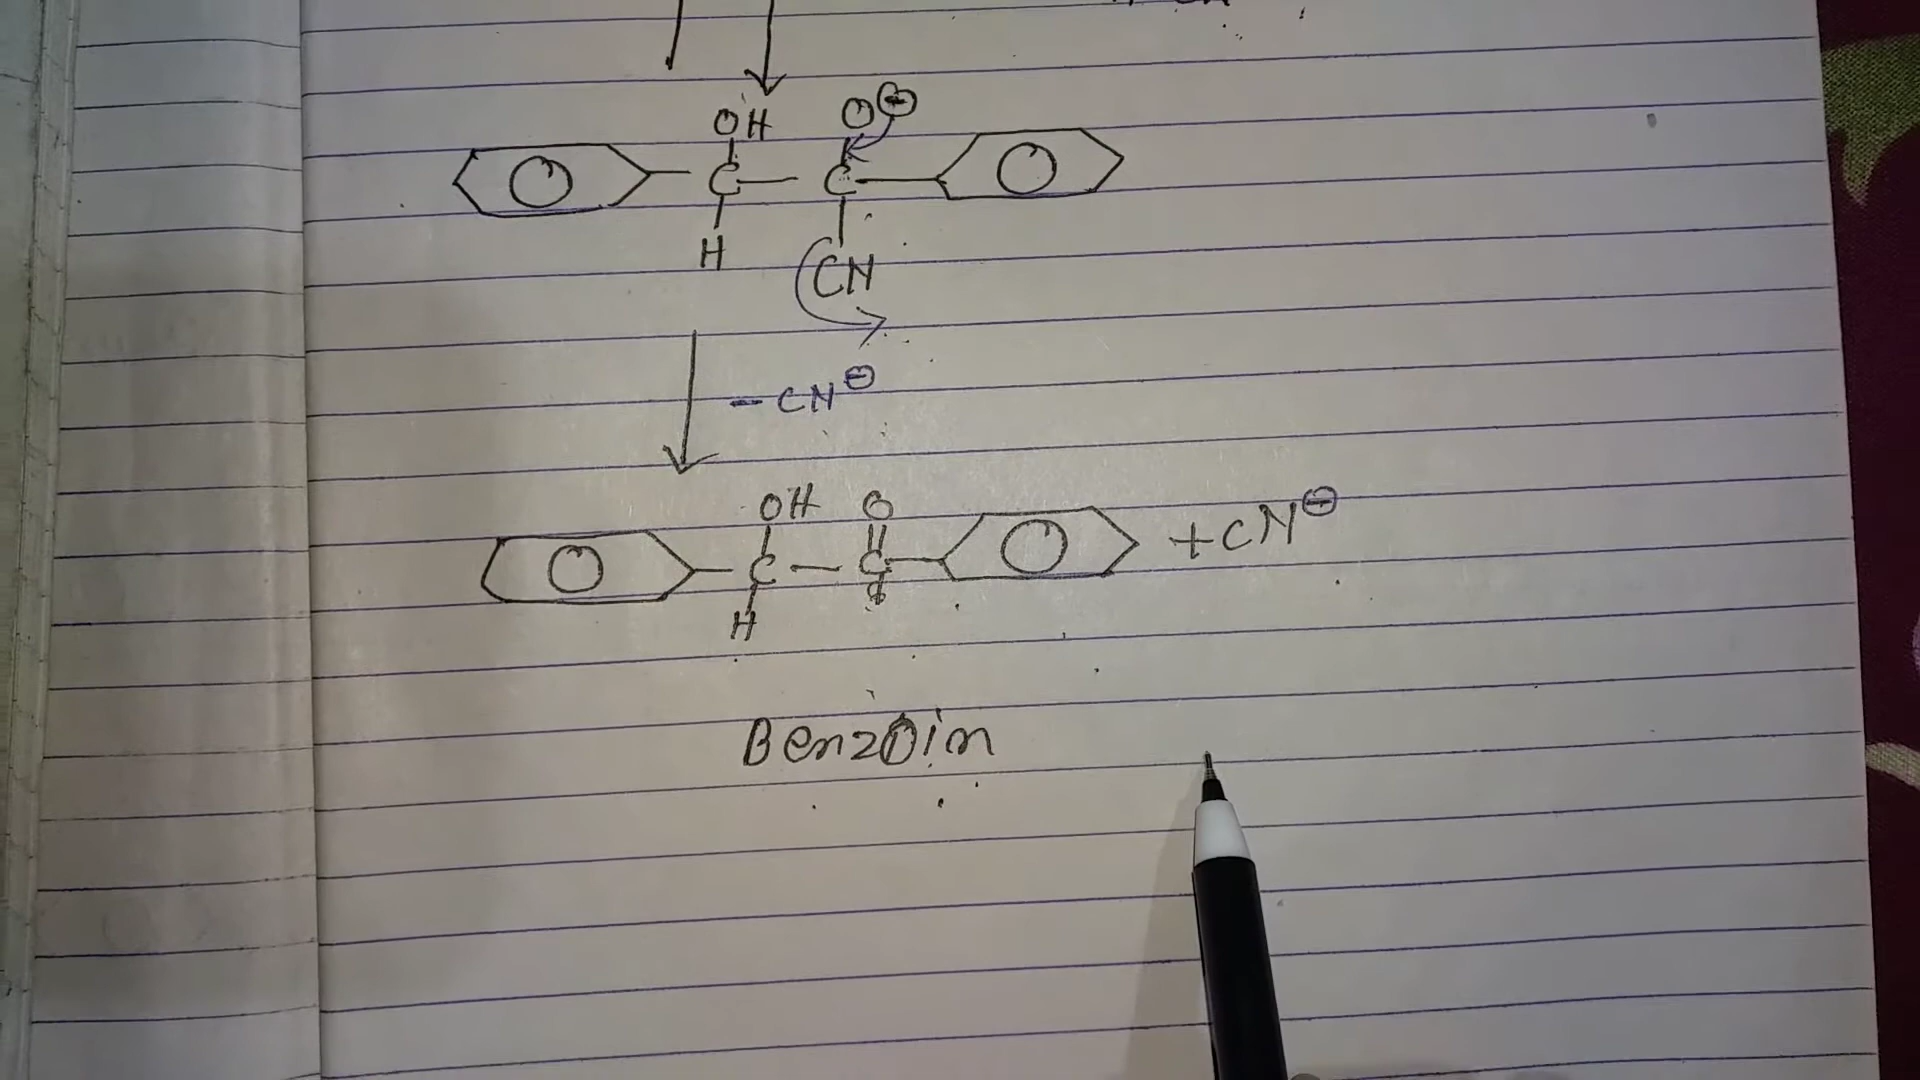 OH O⊖
C — C
H CN
- CN⊖
OH O
C — C + CN⊖
H
Benzoin